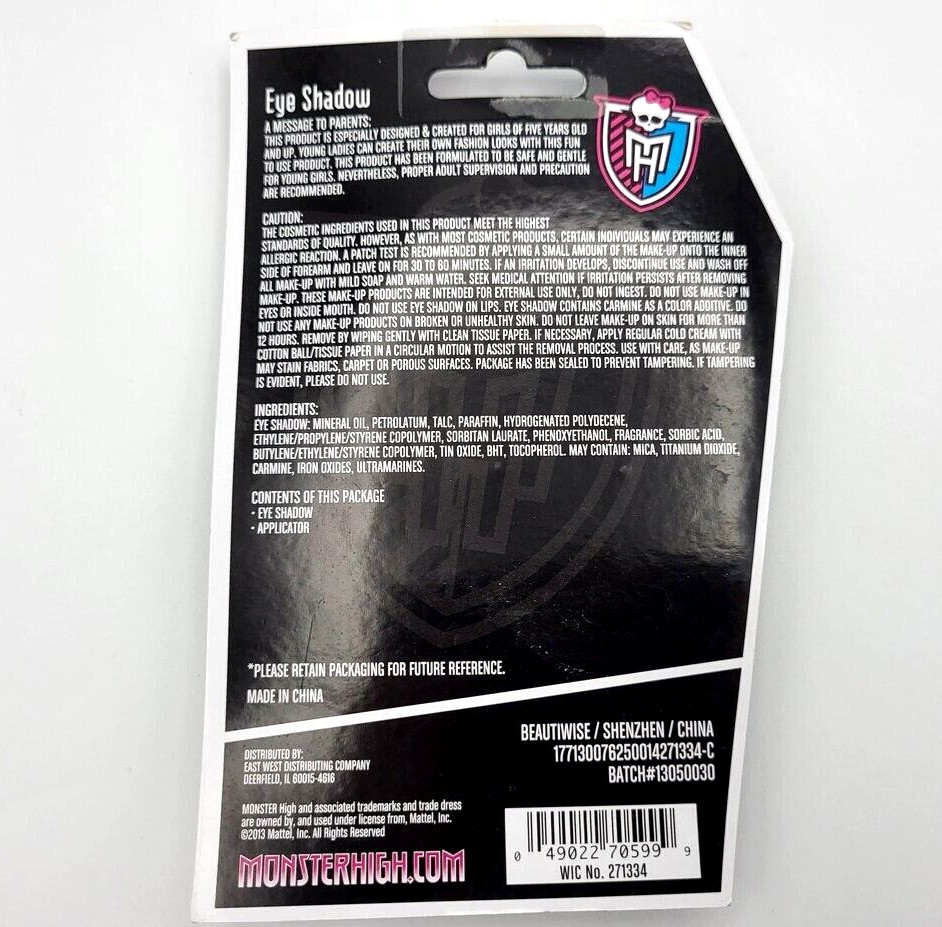 Eye Shadow
A MESSAGE TO PARENTS:
THIS PRODUCT IS ESPECIALLY DESIGNED & CREATED FOR GIRLS OF FIVE YEARS OLD
AND UP. YOUNG LADIES CAN CREATE THEIR OWN FASHION LOOKS WITH THIS FUN
TO USE PRODUCT. THIS PRODUCT HAS BEEN FORMULATED TO BE SAFE AND GENTLE
FOR YOUNG GIRLS. NEVERTHELESS, PROPER ADULT SUPERVISION AND PRECAUTION
ARE RECOMMENDED.
CAUTION:
THE COSMETIC INGREDIENTS USED IN THIS PRODUCT MEET THE HIGHEST
STANDARDS OF QUALITY. HOWEVER, AS WITH MOST COSMETIC PRODUCTS, CERTAIN INDIVIDUALS MAY EXPERIENCE AN
ALLERGIC REACTION. A PATCH TEST IS RECOMMENDED BY APPLYING A SMALL AMOUNT OF THE MAKE-UP ONTO THE INNER
SIDE OF FOREARM AND LEAVE ON FOR 30 TO 60 MINUTES. IF AN IRRITATION DEVELOPS, DISCONTINUE USE AND WASH OFF
ALL MAKE-UP WITH MILD SOAP AND WARM WATER. SEEK MEDICAL ATTENTION IF IRRITATION PERSISTS AFTER REMOVING
MAKE-UP. THESE MAKE-UP PRODUCTS ARE INTENDED FOR EXTERNAL USE ONLY, DO NOT INGEST. DO NOT USE MAKE-UP IN
EYES OR INSIDE MOUTH. DO NOT USE EYE SHADOW ON LIPS. EYE SHADOW CONTAINS CARMINE AS A COLOR ADDITIVE. DO
NOT USE ANY MAKE-UP PRODUCTS ON BROKEN OR UNHEALTHY SKIN. DO NOT LEAVE MAKE-UP ON SKIN FOR MORE THAN
12 HOURS. REMOVE BY WIPING GENTLY WITH CLEAN TISSUE PAPER. IF NECESSARY, APPLY REGULAR COLD CREAM WITH
COTTON BALL/TISSUE PAPER IN A CIRCULAR MOTION TO ASSIST THE REMOVAL PROCESS. USE WITH CARE, AS MAKE-UP
MAY STAIN FABRICS, CARPET OR POROUS SURFACES. PACKAGE HAS BEEN SEALED TO PREVENT TAMPERING. IF TAMPERING
IS EVIDENT, PLEASE DO NOT USE.
INGREDIENTS:
EYE SHADOW: MINERAL OIL, PETROLATUM, TALC, PARAFFIN, HYDROGENATED POLYDECENE,
ETHYLENE/PROPYLENE/STYRENE COPOLYMER, SORBITAN LAURATE, PHENOXYETHANOL, FRAGRANCE, SORBIC ACID,
BUTYLENE/ETHYLENE/STYRENE COPOLYMER, TIN OXIDE, BHT, TOCOPHEROL. MAY CONTAIN: MICA, TITANIUM DIOXIDE,
CARMINE, IRON OXIDES, ULTRAMARINES.
CONTENTS OF THIS PACKAGE
- EYE SHADOW
- APPLICATOR
*PLEASE RETAIN PACKAGING FOR FUTURE REFERENCE.
MADE IN CHINA
BEAUTIWISE / SHENZHEN / CHINA
177130076250014271334-C
BATCH#13050030
DISTRIBUTED BY:
EAST WEST DISTRIBUTING COMPANY
DEERFIELD, IL 60015-4616
MONSTER High and associated trademarks and trade dress
are owned by, and used under license from, Mattel, Inc.
©2013 Mattel, Inc. All Rights Reserved
MONSTERHIGH.COM
0 49022 70599 9
WIC No. 271334